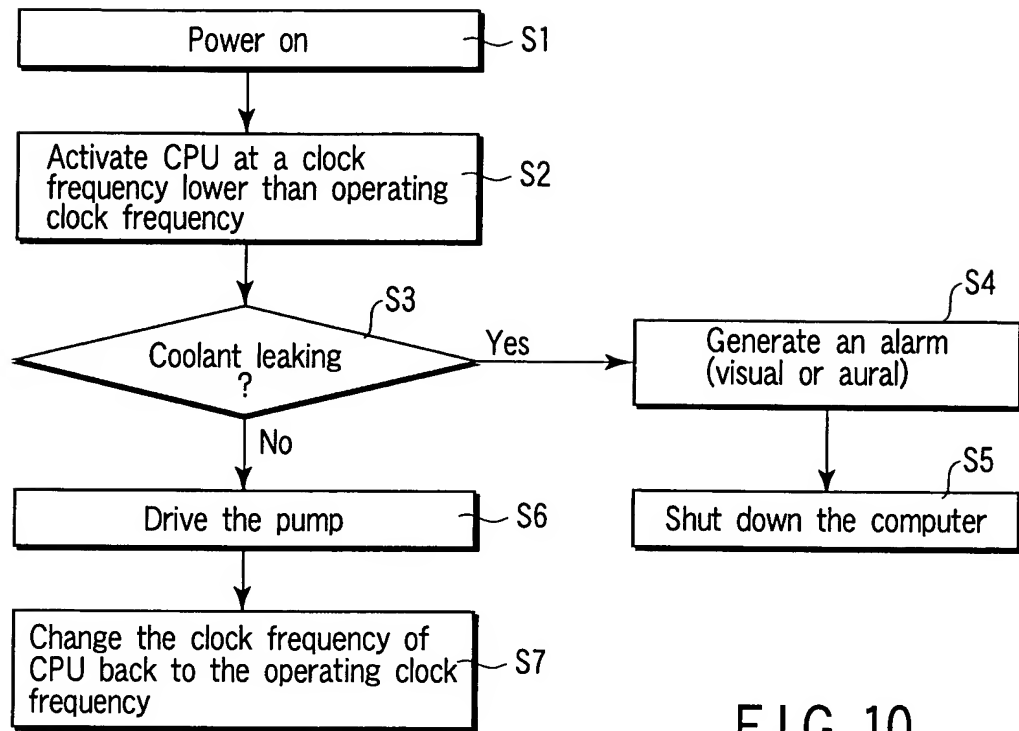 Power on
S1
Activate CPU at a clock
frequency lower than operating
clock frequency
S2
S3
Coolant leaking
?
Yes
No
S4
Generate an alarm
(visual or aural)
S5
Shut down the computer
Drive the pump
S6
Change the clock frequency of
CPU back to the operating clock
frequency
S7
FIG. 10